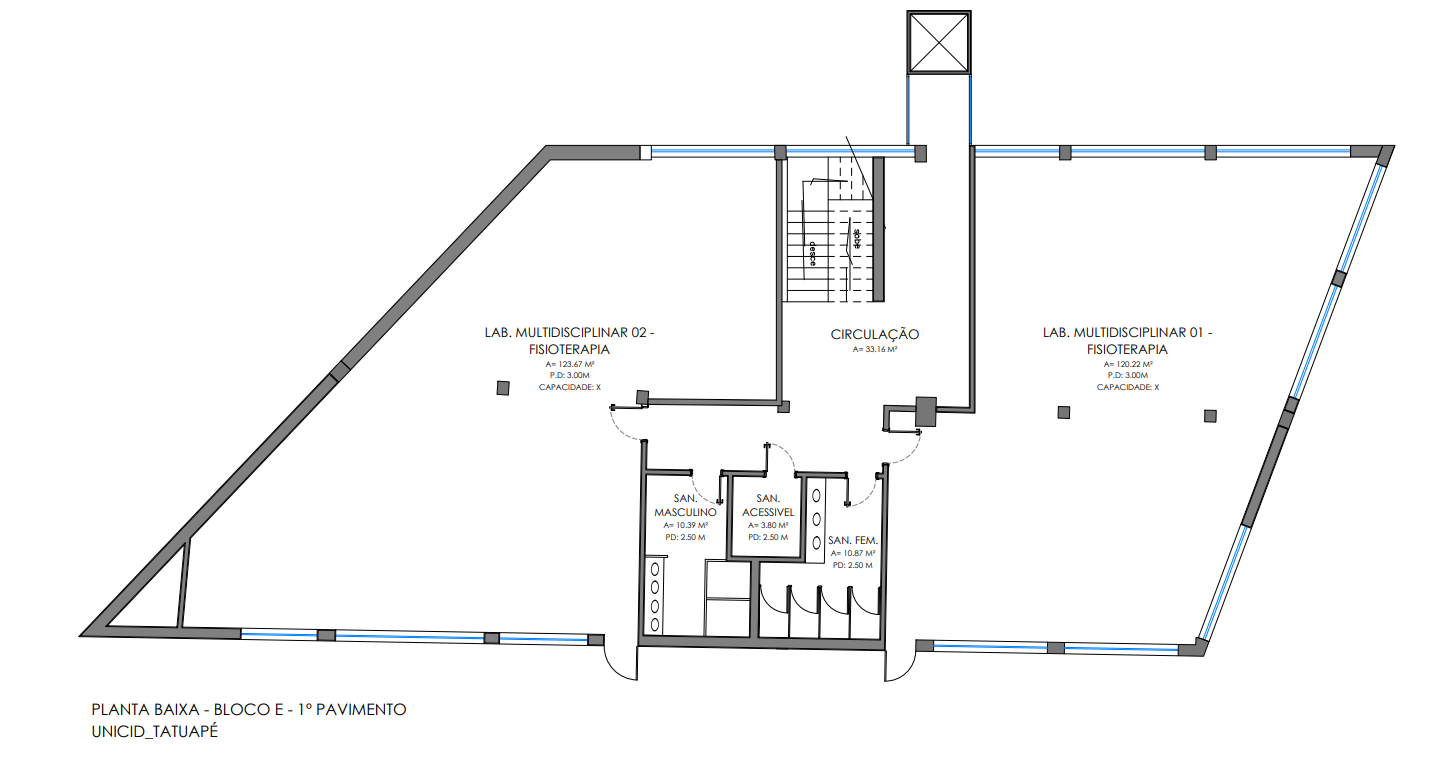 LAB. MULTIDISCIPLINAR 02 -
FISIOTERAPIA
A= 123.67 M²
P.D: 3.00M
CAPACIDADE: X
desce
sobe
CIRCULAÇÃO
A= 33.16 M²
LAB. MULTIDISCIPLINAR 01 -
FISIOTERAPIA
A= 120.22 M²
P.D: 3.00M
CAPACIDADE: X
SAN.
MASCULINO
A= 10.39 M²
PD: 2.50 M
SAN.
ACESSIVEL
A= 3.80 M²
PD: 2.50 M
SAN. FEM.
A= 10.87 M²
PD: 2.50 M
PLANTA BAIXA - BLOCO E - 1º PAVIMENTO
UNICID_TATUAPÉ